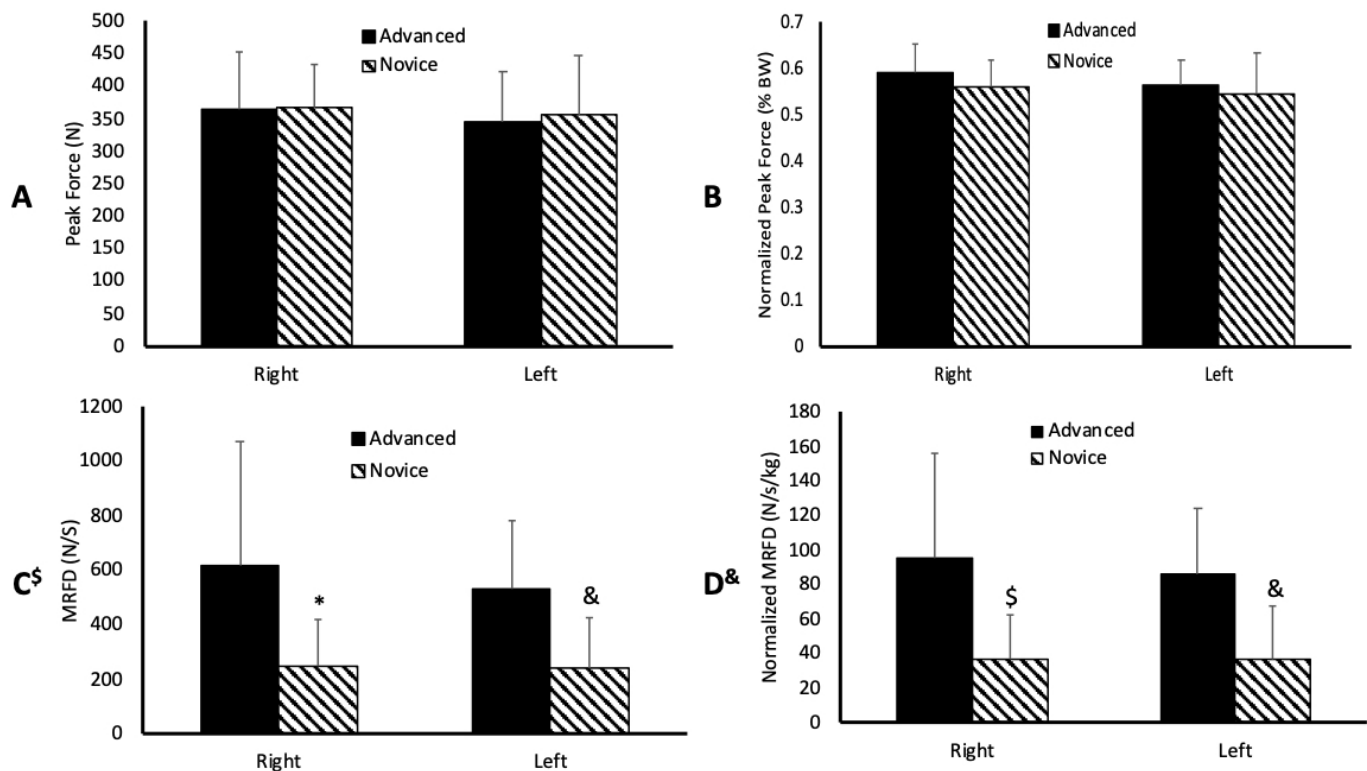 A
Peak Force (N)
500
450
400
350
300
250
200
150
100
50
0
Advanced
Novice
Right
Left
B
Normalized Peak Force (% BW)
0.7
0.6
0.5
0.4
0.3
0.2
0.1
0
Advanced
Novice
Right
Left
C$
MRFD (N/S)
1200
1000
800
600
400
200
0
Advanced
Novice
*
&
Right
Left
D&
Normalized MRFD (N/s/kg)
180
160
140
120
100
80
60
40
20
0
Advanced
Novice
$
&
Right
Left